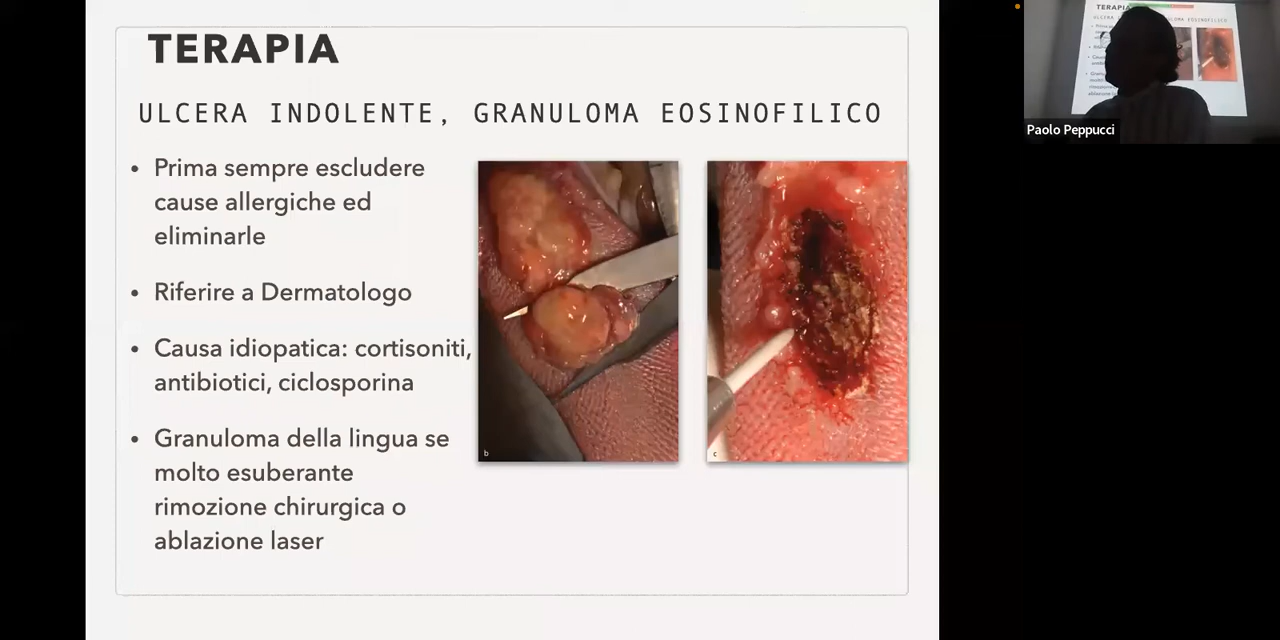 TERAPIA
ULCERA INDOLENTE, GRANULOMA EOSINOFILICO
• Prima sempre escludere
cause allergiche ed
eliminarle
• Riferire a Dermatologo
• Causa idiopatica: cortisoniti,
antibiotici, ciclosporina
• Granuloma della lingua se
molto esuberante
rimozione chirurgica o
ablazione laser
b
c
TERAPIA
Paolo Peppucci